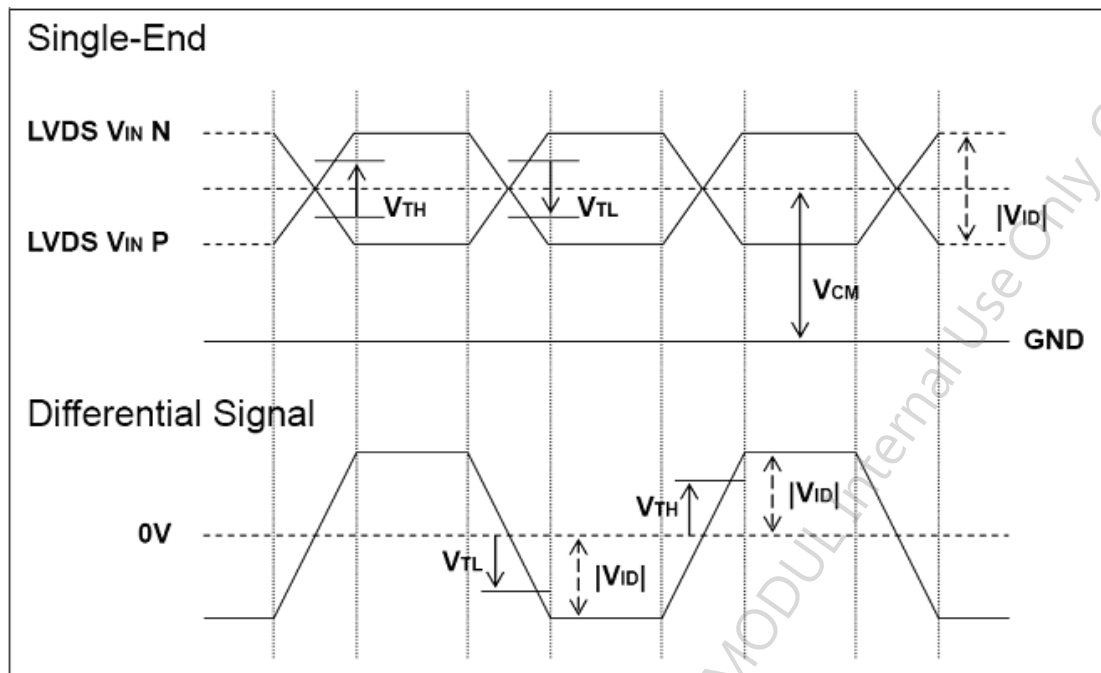 Single-End
LVDS VIN N
VTH
VTL
|VID|
LVDS VIN P
VCM
GND
Differential Signal
VTH
|VID|
0V
VTL
|VID|
MODUL Internal Use Only